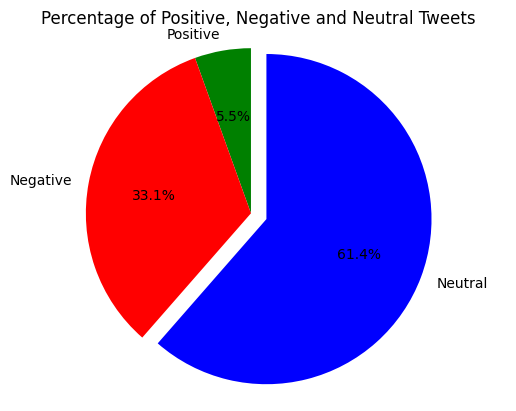 Percentage of Positive, Negative and Neutral Tweets
Positive
5.5%
Negative
33.1%
61.4%
Neutral